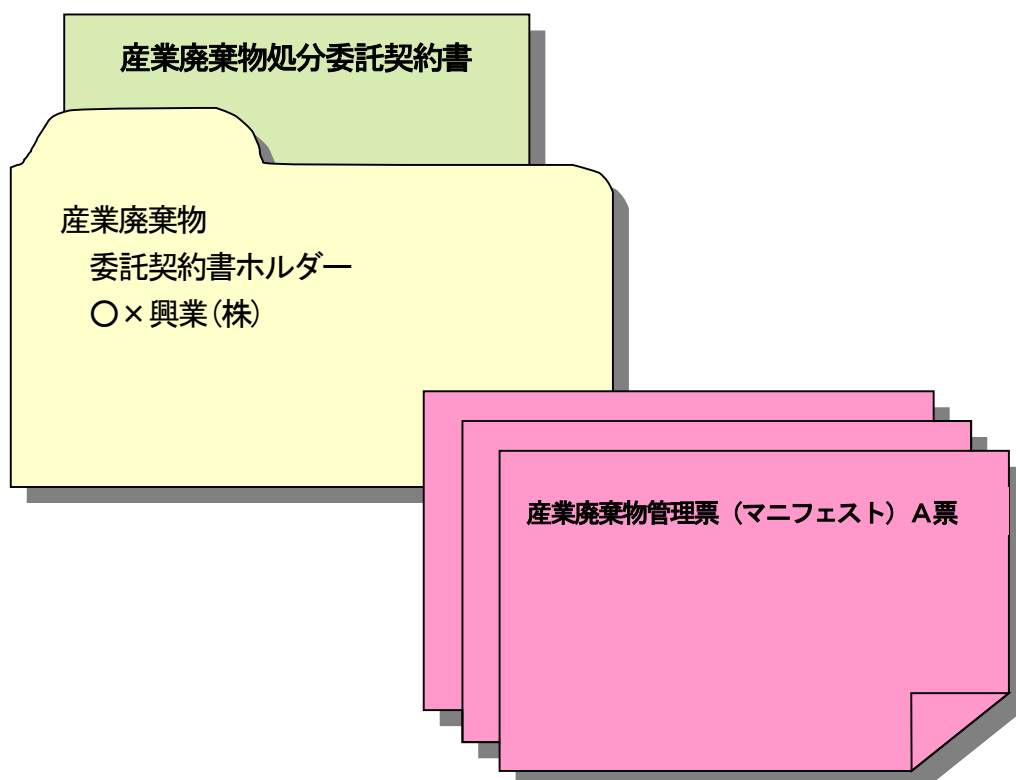 産業廃棄物処分委託契約書
産業廃棄物
委託契約書ホルダー
〇×興業(株)
産業廃棄物管理票（マニフェスト）Ａ票